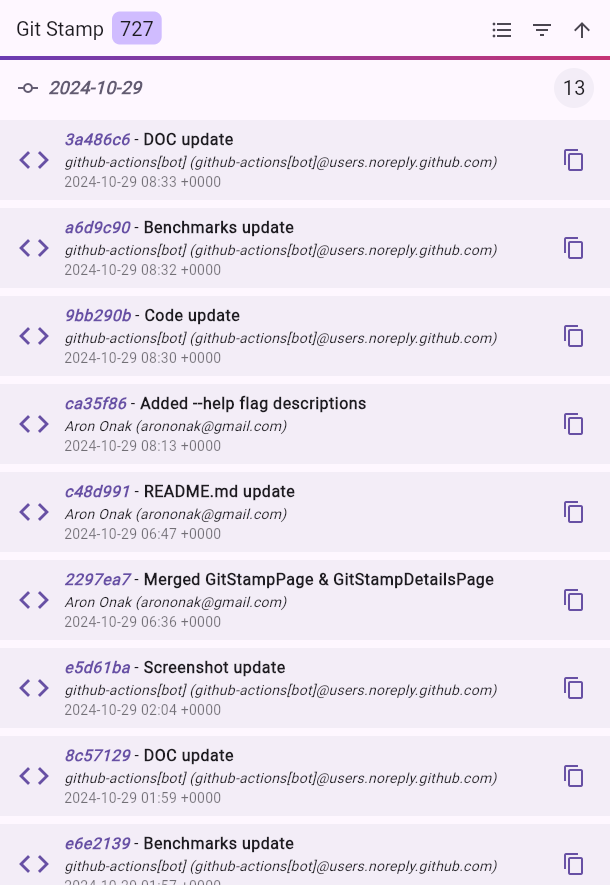 Git Stamp 727
2024-10-29 13
3a486c6 - DOC update
github-actions[bot] (github-actions[bot]@users.noreply.github.com)
2024-10-29 08:33 +0000
a6d9c90 - Benchmarks update
github-actions[bot] (github-actions[bot]@users.noreply.github.com)
2024-10-29 08:32 +0000
9bb290b - Code update
github-actions[bot] (github-actions[bot]@users.noreply.github.com)
2024-10-29 08:30 +0000
ca35f86 - Added --help flag descriptions
Aron Onak (arononak@gmail.com)
2024-10-29 08:13 +0000
c48d991 - README.md update
Aron Onak (arononak@gmail.com)
2024-10-29 06:47 +0000
2297ea7 - Merged GitStampPage & GitStampDetailsPage
Aron Onak (arononak@gmail.com)
2024-10-29 06:36 +0000
e5d61ba - Screenshot update
github-actions[bot] (github-actions[bot]@users.noreply.github.com)
2024-10-29 02:04 +0000
8c57129 - DOC update
github-actions[bot] (github-actions[bot]@users.noreply.github.com)
2024-10-29 01:59 +0000
e6e2139 - Benchmarks update
github-actions[bot] (github-actions[bot]@users.noreply.github.com)
2024-10-29 01:57 +0000